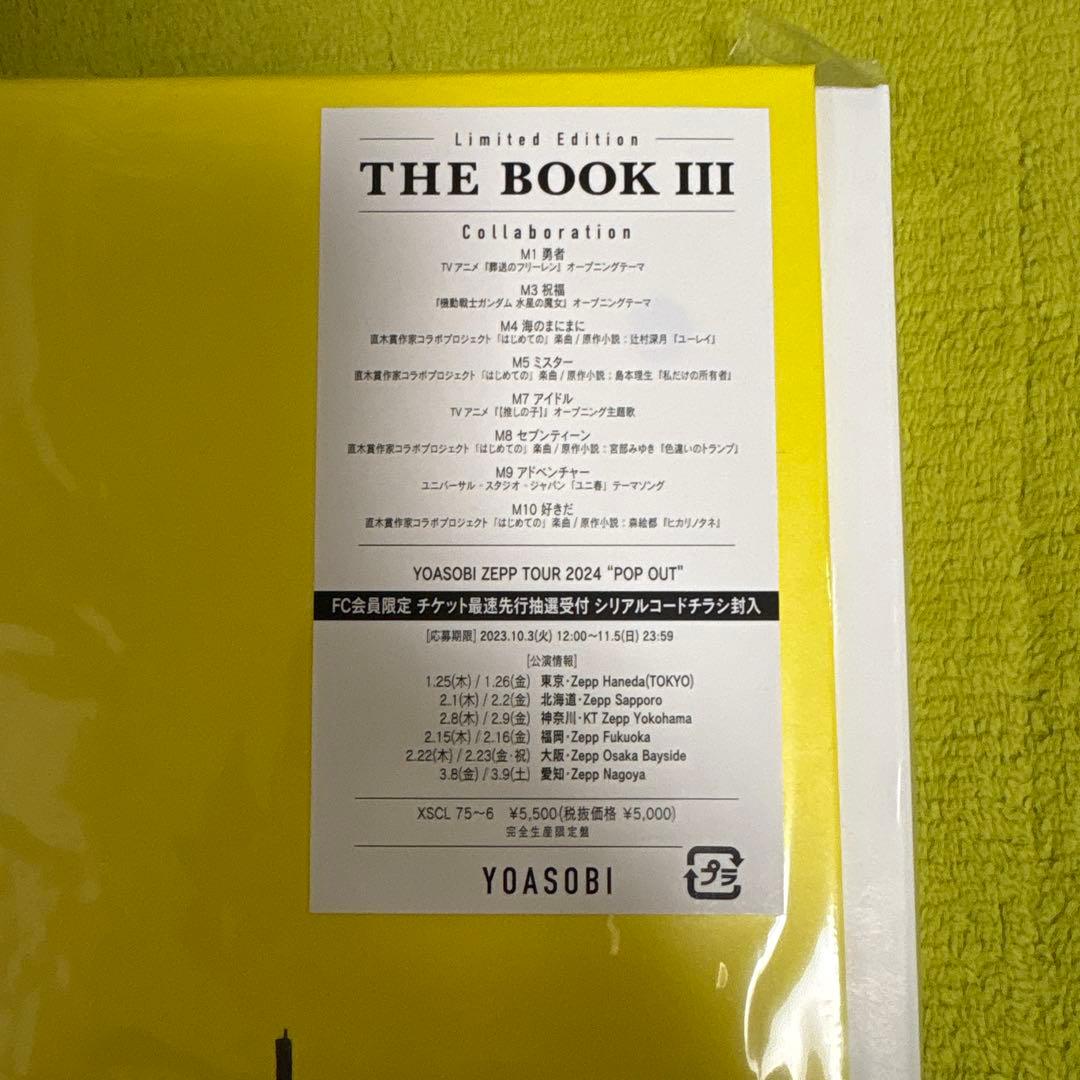 Limited Edition
THE BOOK III
Collaboration
M1 勇者
TVアニメ『葬送のフリーレン』オープニングテーマ
M3 祝福
『機動戦士ガンダム 水星の魔女』オープニングテーマ
M4 海のまにまに
直木賞作家コラボプロジェクト「はじめての」楽曲 / 原作小説：辻村深月『ユーレイ』
M5 ミスター
直木賞作家コラボプロジェクト「はじめての」楽曲 / 原作小説：島本理生『私だけの所有者』
M7 アイドル
TVアニメ『【推しの子】』オープニング主題歌
M8 セブンティーン
直木賞作家コラボプロジェクト「はじめての」楽曲 / 原作小説：宮部みゆき『色違いのトランプ』
M9 アドベンチャー
ユニバーサル・スタジオ・ジャパン「ユニ春」テーマソング
M10 好きだ
直木賞作家コラボプロジェクト「はじめての」楽曲 / 原作小説：森絵都『ヒカリノタネ』
YOASOBI ZEPP TOUR 2024 “POP OUT”
FC会員限定 チケット最速先行抽選受付 シリアルコードチラシ封入
[応募期限] 2023.10.3(火) 12:00～11.5(日) 23:59
[公演情報]
1.25(木) / 1.26(金) 東京・Zepp Haneda(TOKYO)
2.1(木) / 2.2(金) 北海道・Zepp Sapporo
2.8(木) / 2.9(金) 神奈川・KT Zepp Yokohama
2.15(木) / 2.16(金) 福岡・Zepp Fukuoka
2.22(木) / 2.23(金・祝) 大阪・Zepp Osaka Bayside
3.8(金) / 3.9(土) 愛知・Zepp Nagoya
XSCL 75～6 ¥5,500(税抜価格 ¥5,000)
完全生産限定盤
YOASOBI
プラ